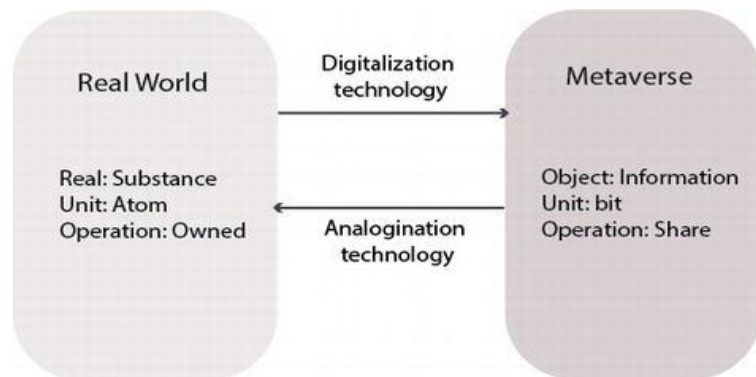 Real World
Real: Substance
Unit: Atom
Operation: Owned
Digitalization
technology
Analogination
technology
Metaverse
Object: Information
Unit: bit
Operation: Share